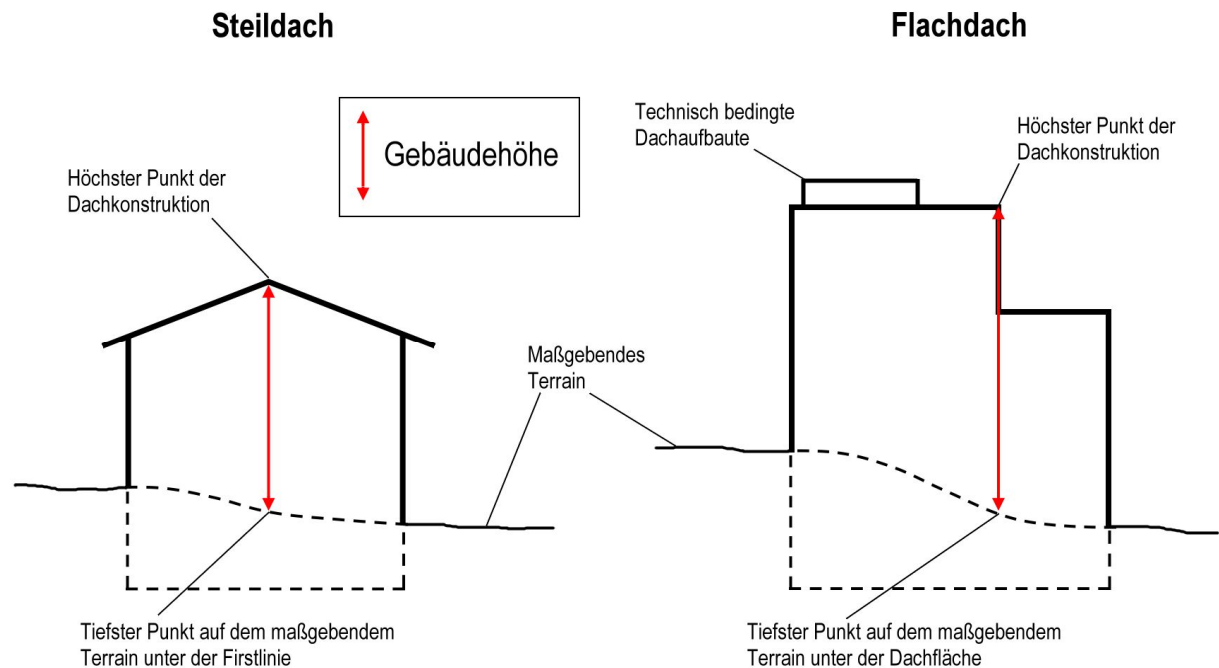 Steildach
Flachdach
Gebäudehöhe
Technisch bedingte
Dachaufbaute
Höchster Punkt der
Dachkonstruktion
Höchster Punkt der
Dachkonstruktion
Maßgebendes
Terrain
Tiefster Punkt auf dem maßgebendem
Terrain unter der Firstlinie
Tiefster Punkt auf dem maßgebendem
Terrain unter der Dachfläche